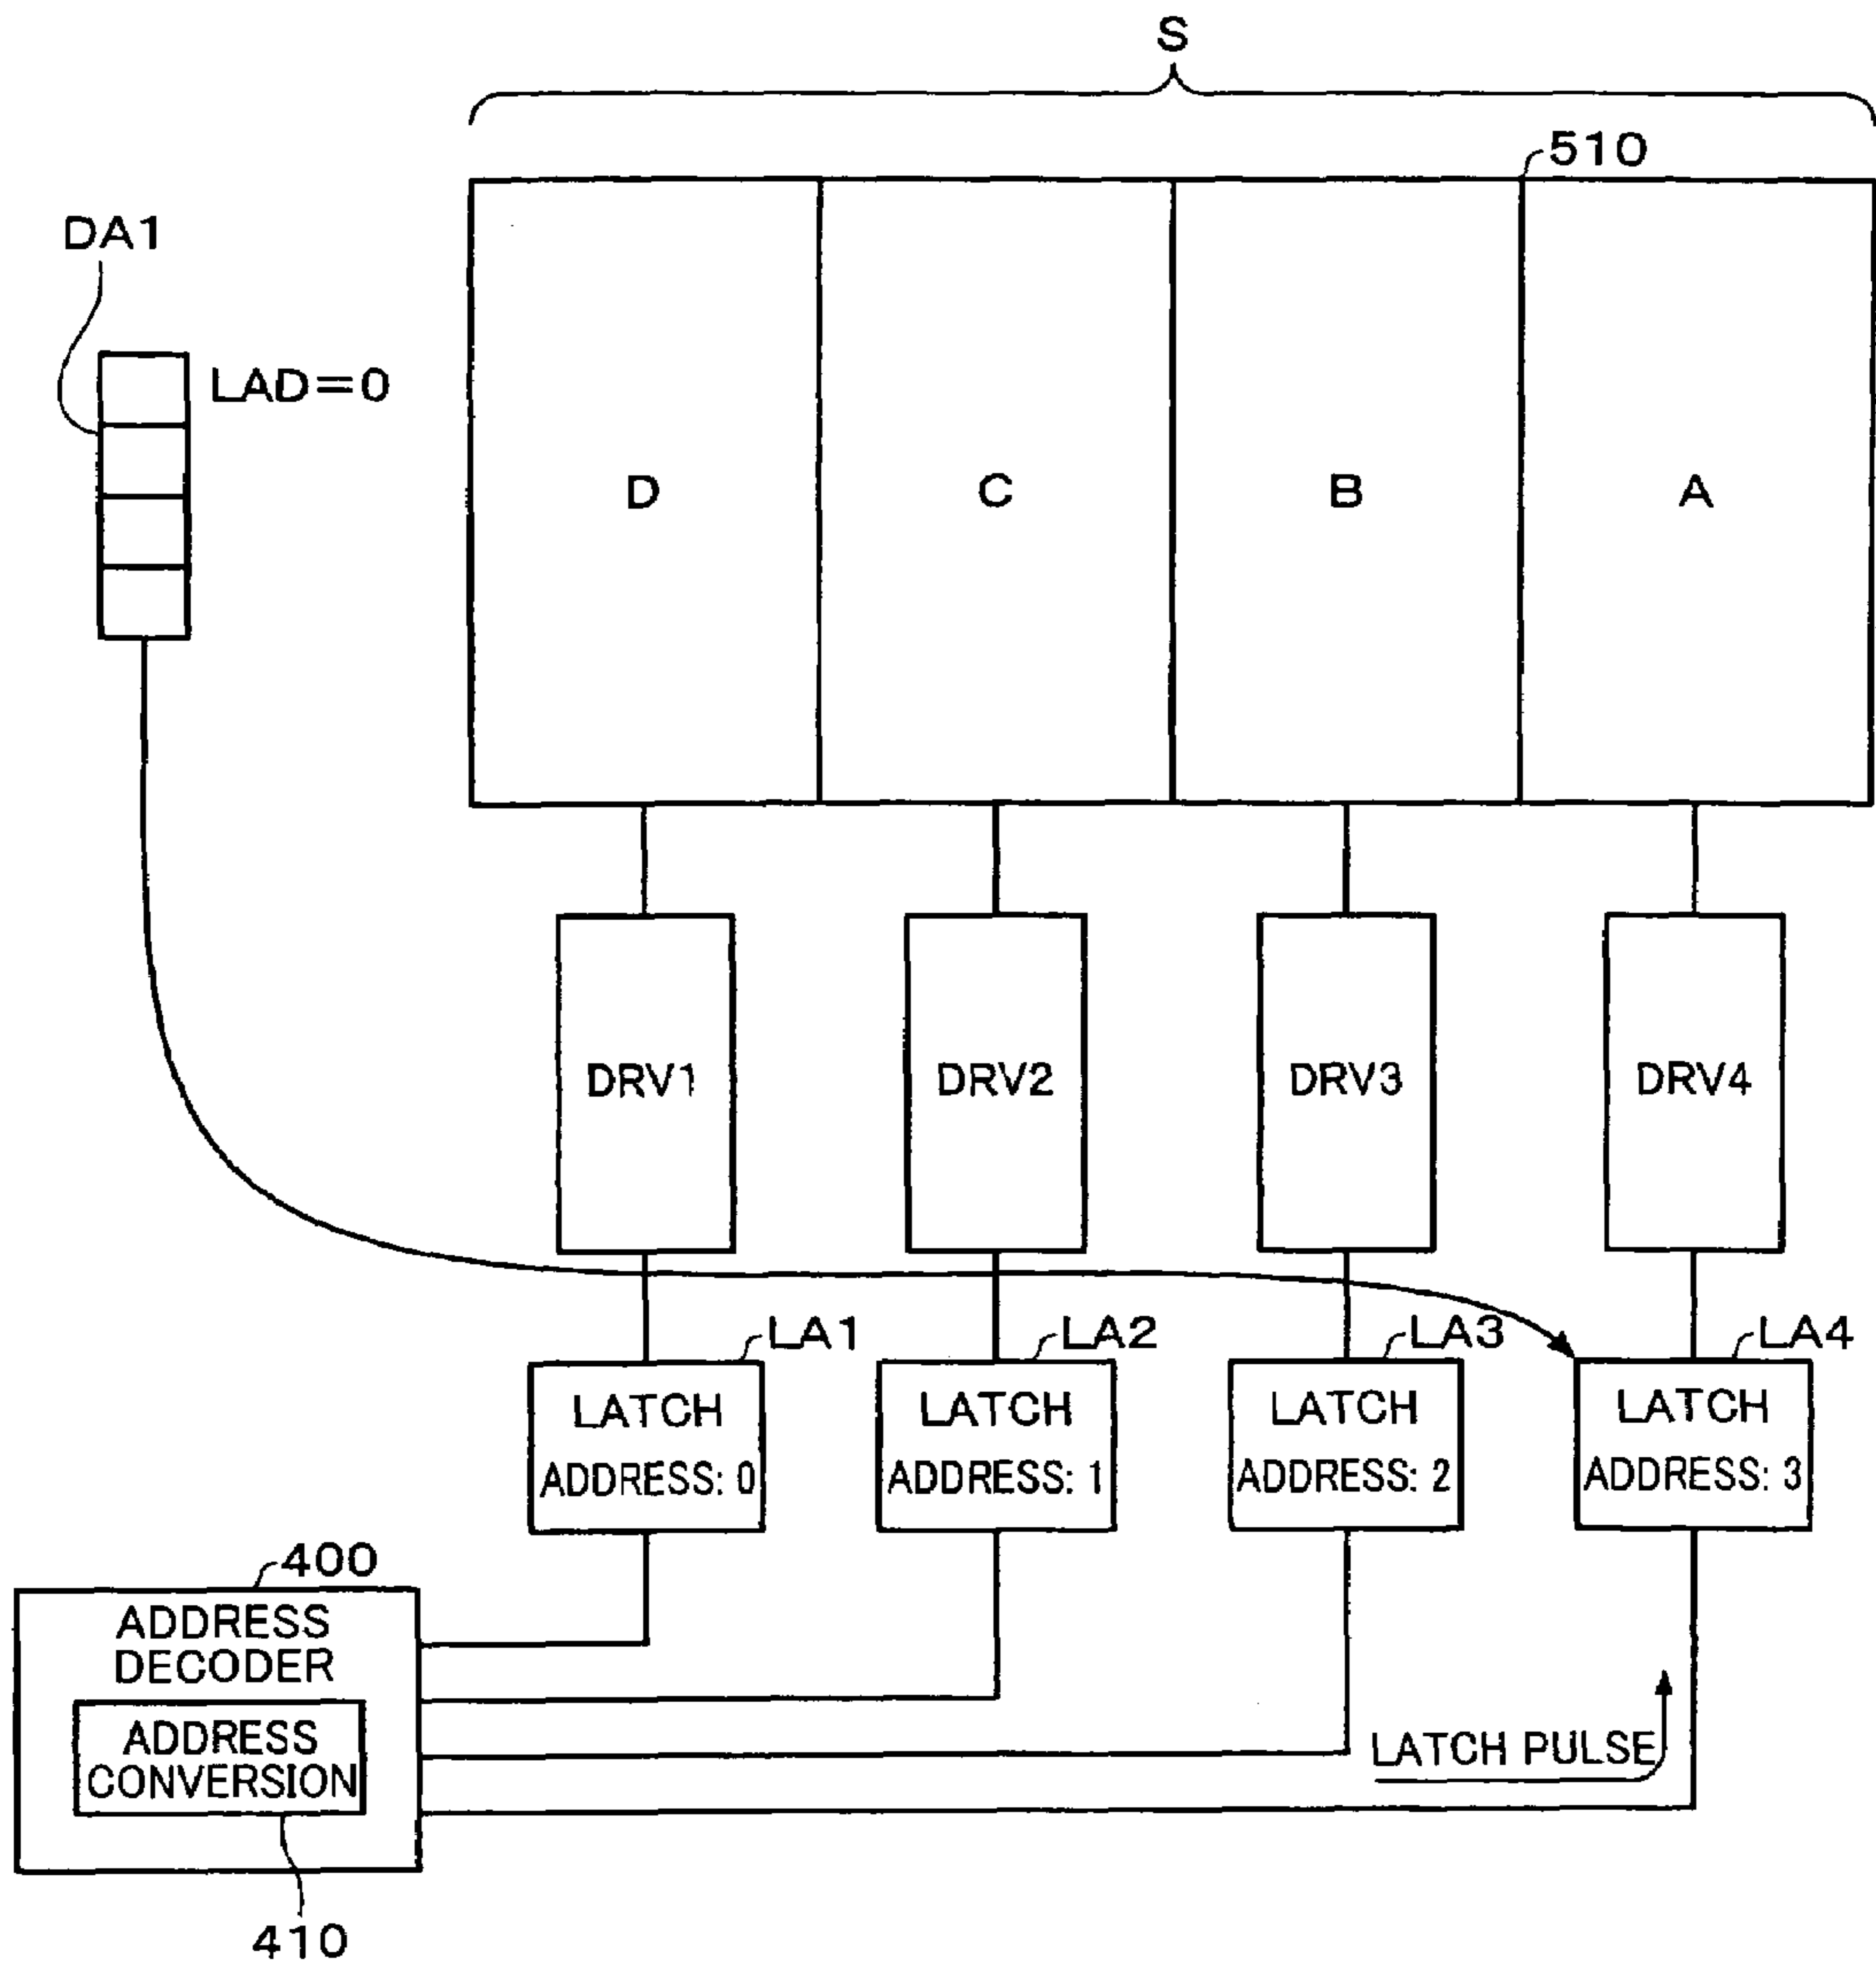 S
510
DA1
LAD=0
D
C
B
A
DRV1
DRV2
DRV3
DRV4
LA1
LA2
LA3
LA4
LATCH
ADDRESS: 0
LATCH
ADDRESS: 1
LATCH
ADDRESS: 2
LATCH
ADDRESS: 3
400
ADDRESS
DECODER
ADDRESS
CONVERSION
LATCH PULSE
410